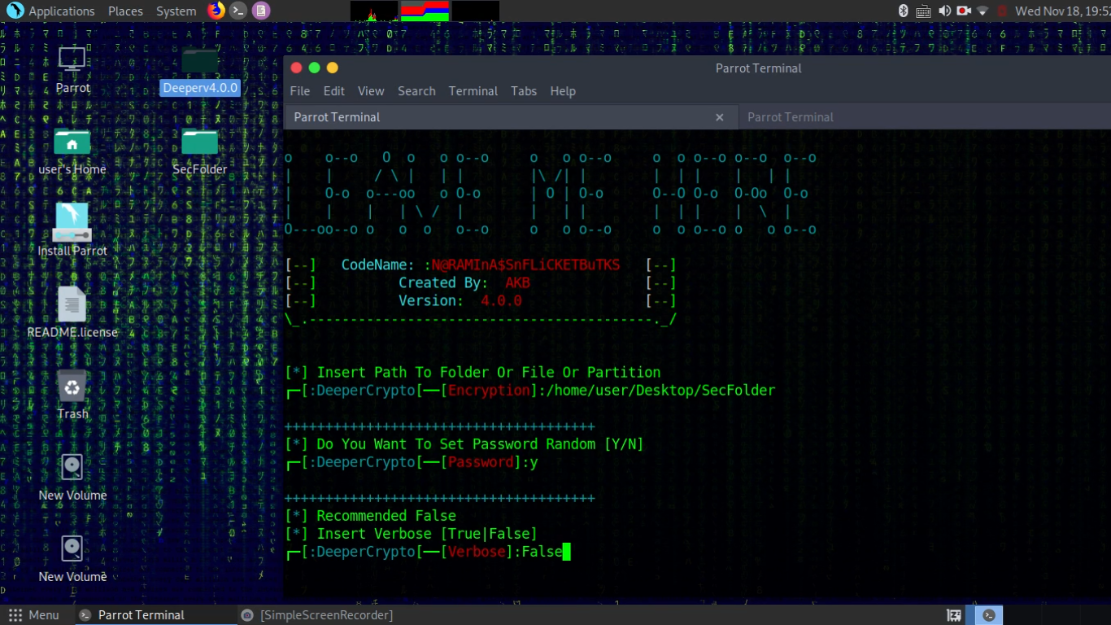 Applications Places System
Wed Nov 18, 19:52
Parrot
Deeperv4.0.0
user's Home
SecFolder
Install Parrot
README.license
Trash
New Volume
New Volume
Parrot Terminal
File Edit View Search Terminal Tabs Help
Parrot Terminal × Parrot Terminal
LEAVE ME HERE
[--] CodeName: :N@RAMInA$SnFLiCKETBuTKS [--]
[--] Created By: AKB [--]
[--] Version: 4.0.0 [--]
\_.------------------------------------------._/
[*] Insert Path To Folder Or File Or Partition
┌─[:DeeperCrypto[──[Encryption]:/home/user/Desktop/SecFolder
++++++++++++++++++++++++++++++++++++++
[*] Do You Want To Set Password Random [Y/N]
┌─[:DeeperCrypto[──[Password]:y
++++++++++++++++++++++++++++++++++++++
[*] Recommended False
[*] Insert Verbose [True|False]
┌─[:DeeperCrypto[──[Verbose]:False
Menu Parrot Terminal [SimpleScreenRecorder]